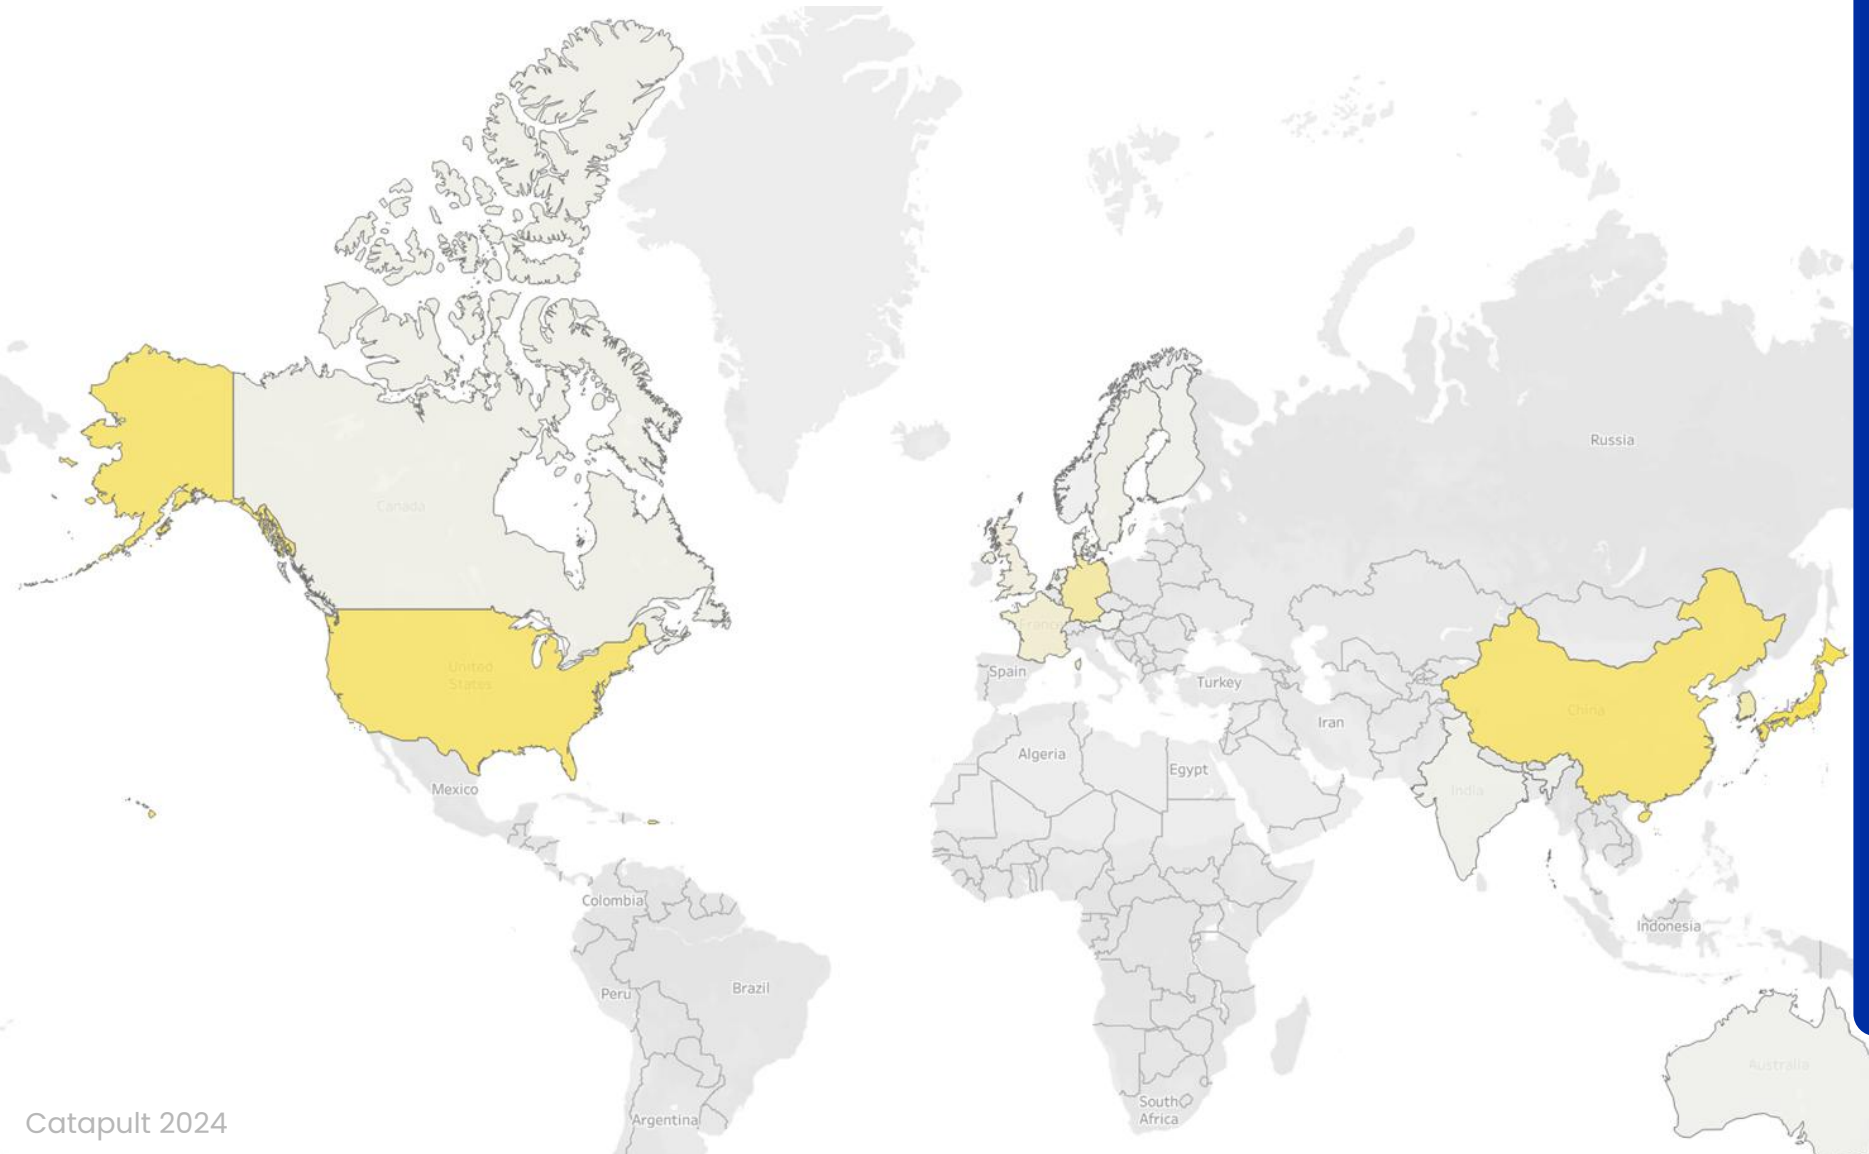 Russia
Canada
France
United
States
Spain
Turkey
China
Iran
Algeria
Egypt
Mexico
India
Colombia
Indonesia
Peru
Brazil
Australia
South
Africa
Argentina
Catapult 2024